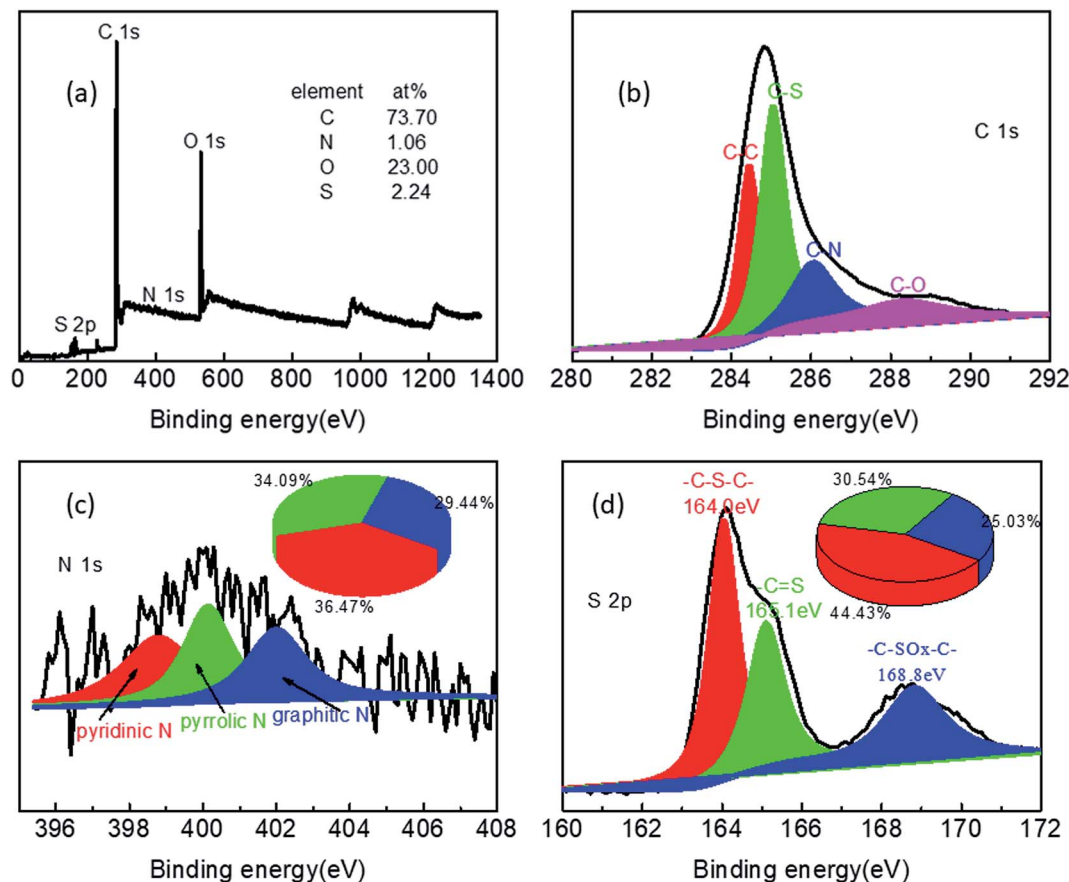 C 1s
(a)
element at%
C 73.70
N 1.06
O 23.00
S 2.24
O 1s
N 1s
S 2p
0 200 400 600 800 1000 1200 1400
Binding energy(eV)
(b)
C-S
C 1s
C-C
C-N
C-O
280 282 284 286 288 290 292
Binding energy(eV)
(c)
34.09%
29.44%
N 1s
36.47%
pyridinic N
pyrrolic N
graphitic N
396 398 400 402 404 406 408
Binding energy(eV)
-C-S-C-
164.0eV
(d)
30.54%
25.03%
44.43%
-C=S
165.1eV
S 2p
-C-SOx-C-
168.8eV
160 162 164 166 168 170 172
Binding energy(eV)